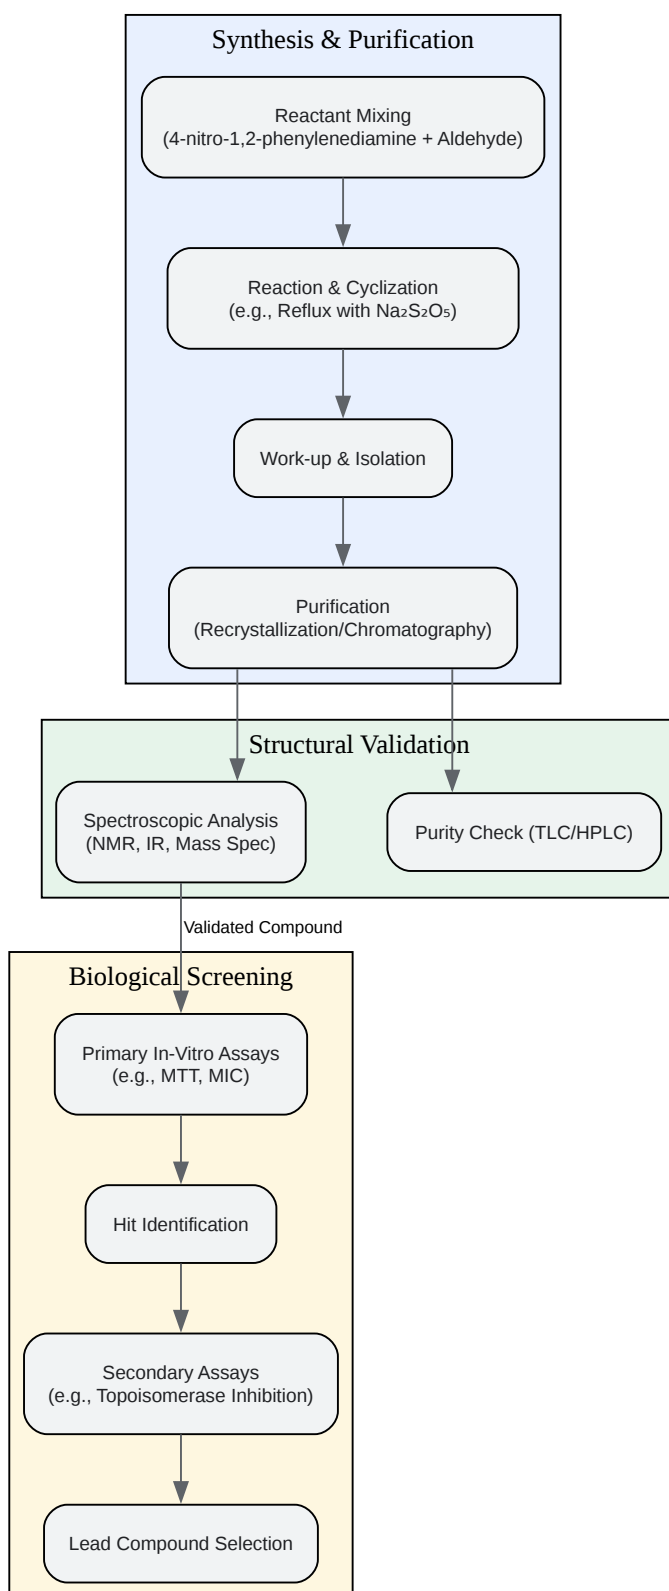 Synthesis & Purification
Reactant Mixing
(4-nitro-1,2-phenylenediamine + Aldehyde)
Reaction & Cyclization
(e.g., Reflux with Na₂S₂O₅)
Work-up & Isolation
Purification
(Recrystallization/Chromatography)
Structural Validation
Spectroscopic Analysis
(NMR, IR, Mass Spec)
Purity Check (TLC/HPLC)
Validated Compound
Biological Screening
Primary In-Vitro Assays
(e.g., MTT, MIC)
Hit Identification
Secondary Assays
(e.g., Topoisomerase Inhibition)
Lead Compound Selection